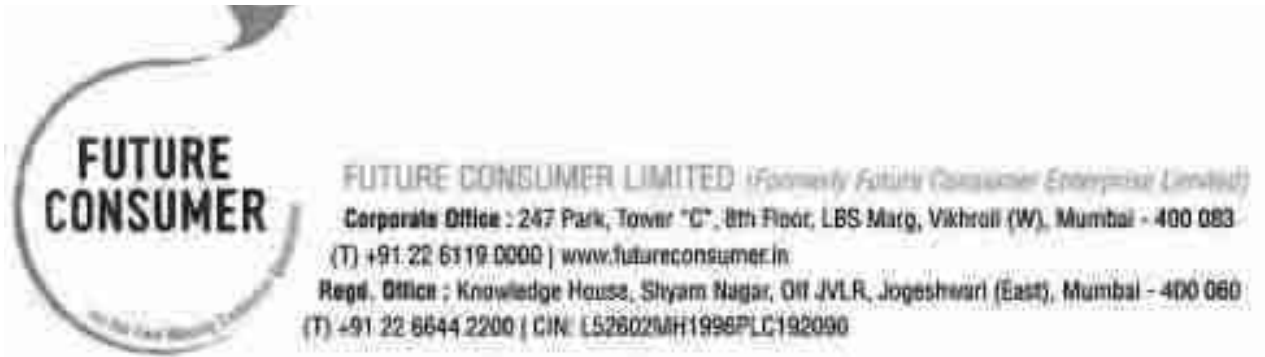 FUTURE
CONSUMER
FUTURE CONSUMER LIMITED (Formerly Future Consumer Enterprise Limited)
Corporate Office : 247 Park, Tower "C", 8th Floor, LBS Marg, Vikhroli (W), Mumbai - 400 083
(T) +91 22 6119 0000 | www.futureconsumer.in
Regd. Office : Knowledge House, Shyam Nagar, Off JVLR, Jogeshwari (East), Mumbai - 400 060
(T) +91 22 6644 2200 | CIN: L52602MH1996PLC192090